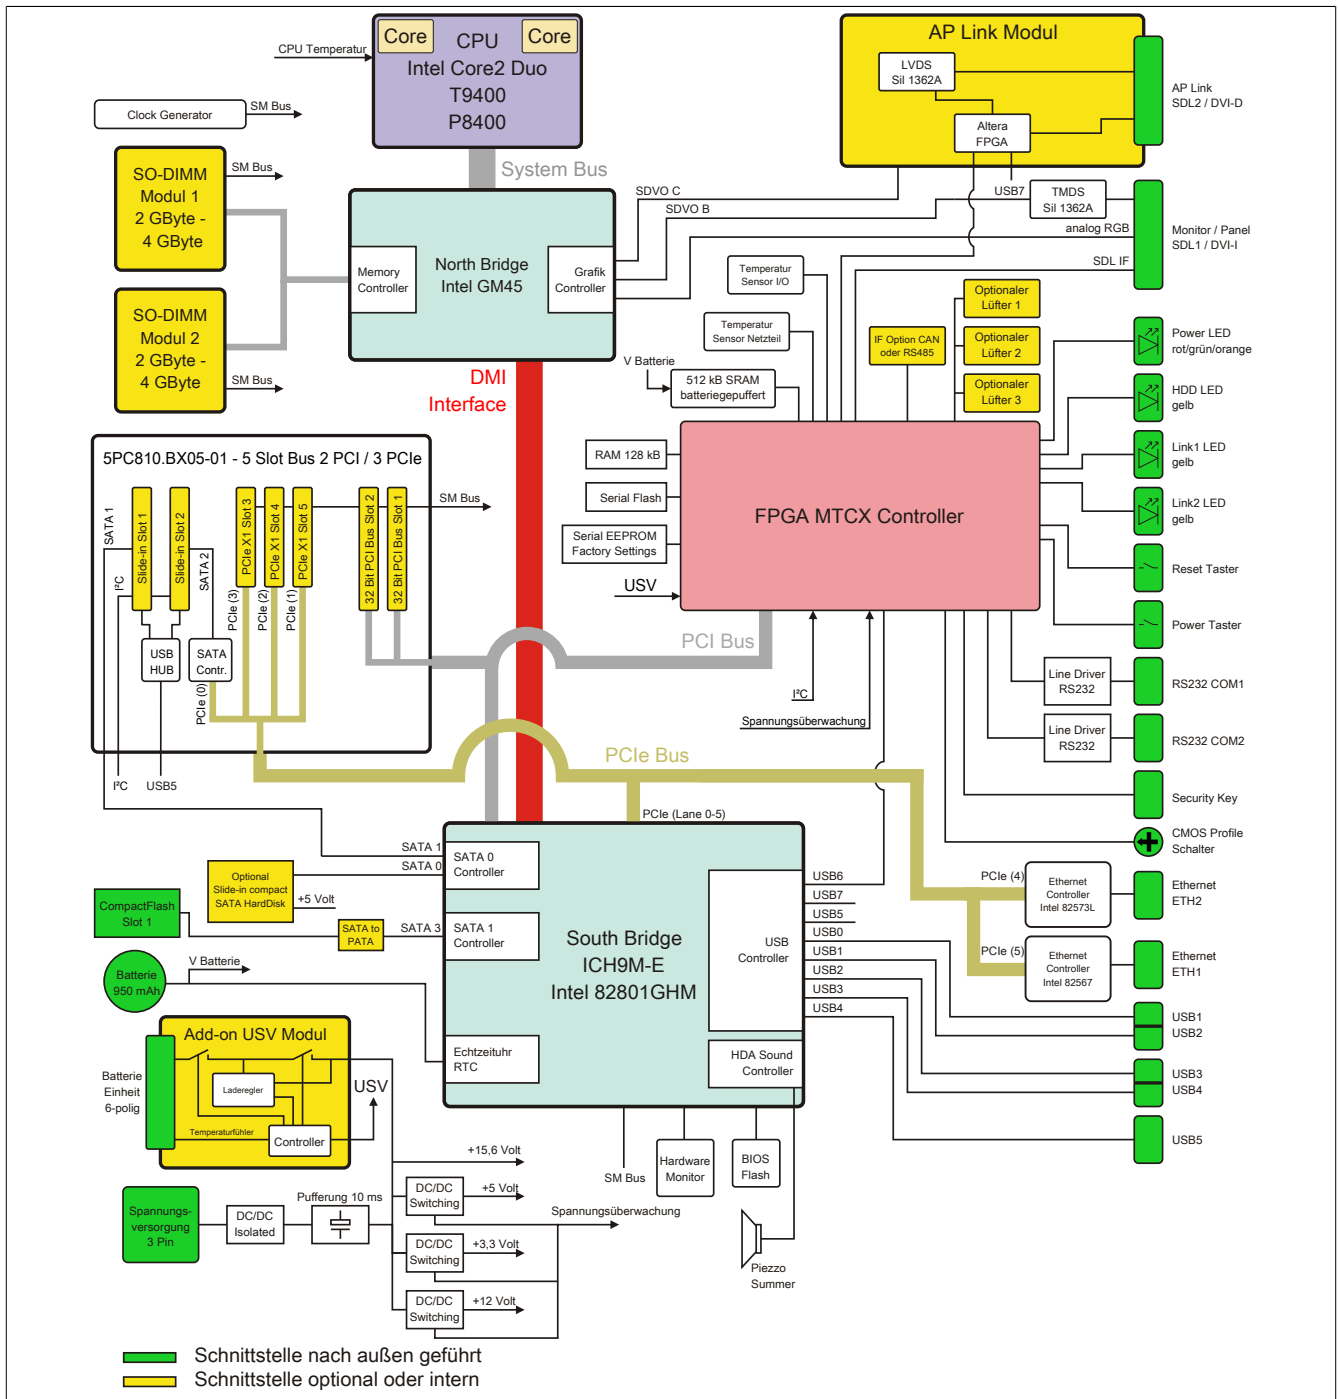 Core
CPU
Core
Intel Core2 Duo
T9400
P8400
CPU Temperatur
Clock Generator
SM Bus
SO-DIMM
Modul 1
2 GByte -
4 GByte
SM Bus
SO-DIMM
Modul 2
2 GByte -
4 GByte
SM Bus
System Bus
Memory
Controller
North Bridge
Intel GM45
Grafik
Controller
SDVO C
SDVO B
analog RGB
SDL IF
USB7
AP Link Modul
LVDS
Sil 1362A
Altera
FPGA
AP Link
SDL2 / DVI-D
TMDS
Sil 1362A
Monitor / Panel
SDL1 / DVI-I
Temperatur
Sensor I/O
Temperatur
Sensor Netzteil
V Batterie
512 kB SRAM
batteriegepuffert
IF Option CAN
oder RS485
Optionaler
Lüfter 1
Optionaler
Lüfter 2
Optionaler
Lüfter 3
Power LED
rot/grün/orange
HDD LED
gelb
Link1 LED
gelb
Link2 LED
gelb
Reset Taster
Power Taster
DMI
Interface
RAM 128 kB
Serial Flash
Serial EEPROM
Factory Settings
USV
FPGA MTCX Controller
5PC810.BX05-01 - 5 Slot Bus 2 PCI / 3 PCIe
SATA 1
Slide-in Slot 1
Slide-in Slot 2
I²C
SATA 2
PCIe X1 Slot 3
PCIe X1 Slot 4
PCIe X1 Slot 5
32 Bit PCI Bus Slot 2
32 Bit PCI Bus Slot 1
SM Bus
PCIe (3)
PCIe (2)
PCIe (1)
USB
HUB
SATA
Contr.
PCIe (0)
I²C
USB5
PCI Bus
I²C
Spannungsüberwachung
Line Driver
RS232
RS232 COM1
Line Driver
RS232
RS232 COM2
Security Key
CMOS Profile
Schalter
PCIe Bus
PCIe (Lane 0-5)
SATA 1
SATA 0
SATA 0
Controller
Optional
Slide-in compact
SATA HardDisk
+5 Volt
CompactFlash
Slot 1
SATA to
PATA
SATA 3
SATA 1
Controller
South Bridge
ICH9M-E
Intel 82801GHM
USB
Controller
USB6
USB7
USB5
USB0
USB1
USB2
USB3
USB4
PCIe (4)
Ethernet
Controller
Intel 82573L
Ethernet
ETH2
PCIe (5)
Ethernet
Controller
Intel 82567
Ethernet
ETH1
USB1
USB2
USB3
USB4
USB5
Batterie
950 mAh
V Batterie
Echtzeituhr
RTC
HDA Sound
Controller
Add-on USV Modul
Batterie
Einheit
6-polig
Laderegler
Temperaturfühler
Controller
USV
SM Bus
Hardware
Monitor
BIOS
Flash
Piezzo
Summer
+15,6 Volt
DC/DC
Switching
+5 Volt
Spannungsüberwachung
Spannungs-
versorgung
3 Pin
DC/DC
Isolated
Pufferung 10 ms
DC/DC
Switching
+3,3 Volt
DC/DC
Switching
+12 Volt
Schnittstelle nach außen geführt
Schnittstelle optional oder intern